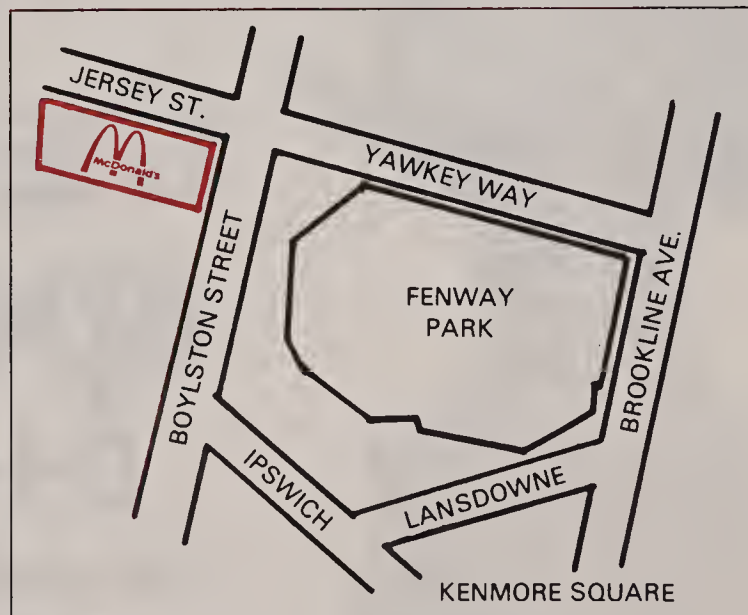 JERSEY ST.
McDonald's
YAWKEY WAY
BOYLSTON STREET
FENWAY
PARK
BROOKLINE AVE.
IPSWICH
LANSDOWNE
KENMORE SQUARE